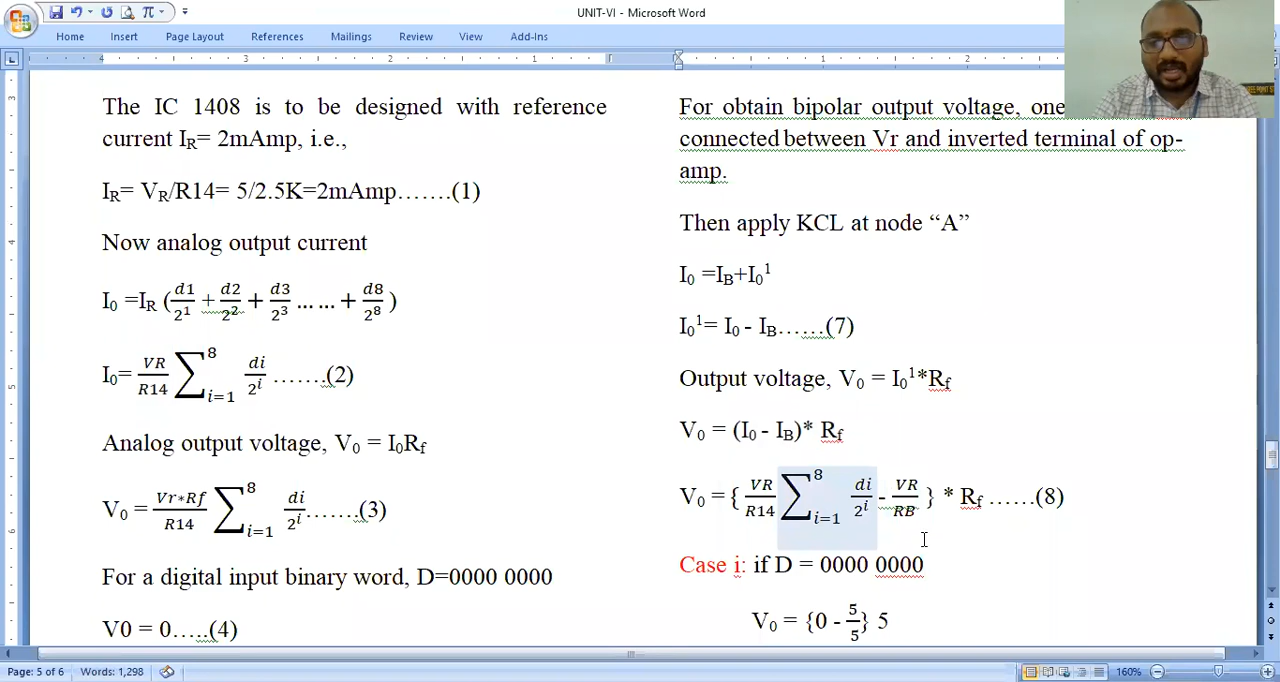 UNIT-VI - Microsoft Word
Home Insert Page Layout References Mailings Review View Add-Ins
The IC 1408 is to be designed with reference
current IR= 2mAmp, i.e.,
IR= VR/R14= 5/2.5K=2mAmp…….(1)
Now analog output current
I0 =IR (d1/2^1 + d2/2^2 + d3/2^3 … … + d8/2^8 )
I0= VR/R14 ∑_{i=1}^8 di/2^i …….(2)
Analog output voltage, V0 = I0Rf
V0 = Vr*Rf/R14 ∑_{i=1}^8 di/2^i …….(3)
For a digital input binary word, D=0000 0000
V0 = 0…..(4)
For obtain bipolar output voltage, one
connected between Vr and inverted terminal of op-
amp.
Then apply KCL at node “A”
I0 =IB+I0^1
I0^1= I0 - IB……(7)
Output voltage, V0 = I0^1*Rf
V0 = (I0 - IB)* Rf
V0 = { VR/R14 ∑_{i=1}^8 di/2^i - VR/RB } * Rf ……(8)
Case i: if D = 0000 0000
V0 = {0 - 5/5} 5
Page: 5 of 6 Words: 1,298 160%